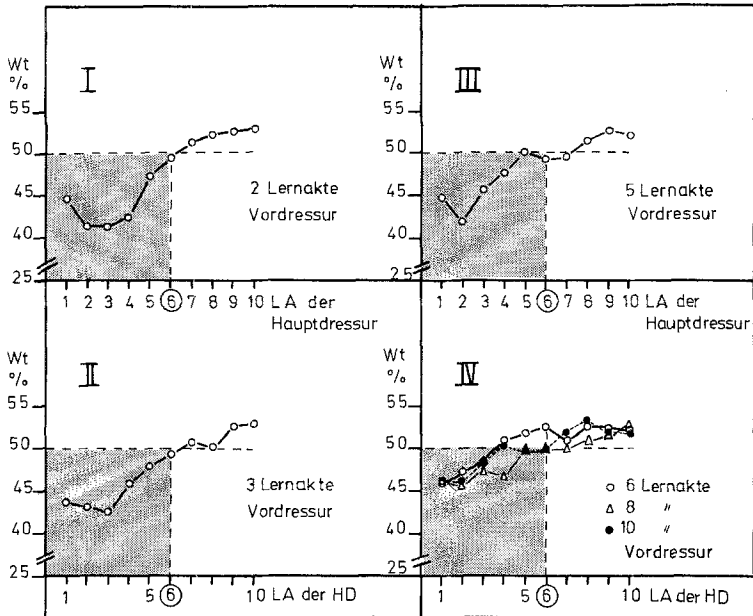 Wt
%
I
55
50
45
40
25
2 Lernakte
Vordressur
1 2 3 4 5 ⑥ 7 8 9 10 LA der
Hauptdressur
Wt
%
III
55
50
45
40
25
5 Lernakte
Vordressur
1 2 3 4 5 ⑥ 7 8 9 10 LA der
Hauptdressur
Wt
%
II
55
50
45
40
25
3 Lernakte
Vordressur
1 5 ⑥ 10 LA der HD
Wt
%
IV
55
50
45
40
25
6 Lernakte
8 "
10 "
Vordressur
1 5 ⑥ 10 LA der HD